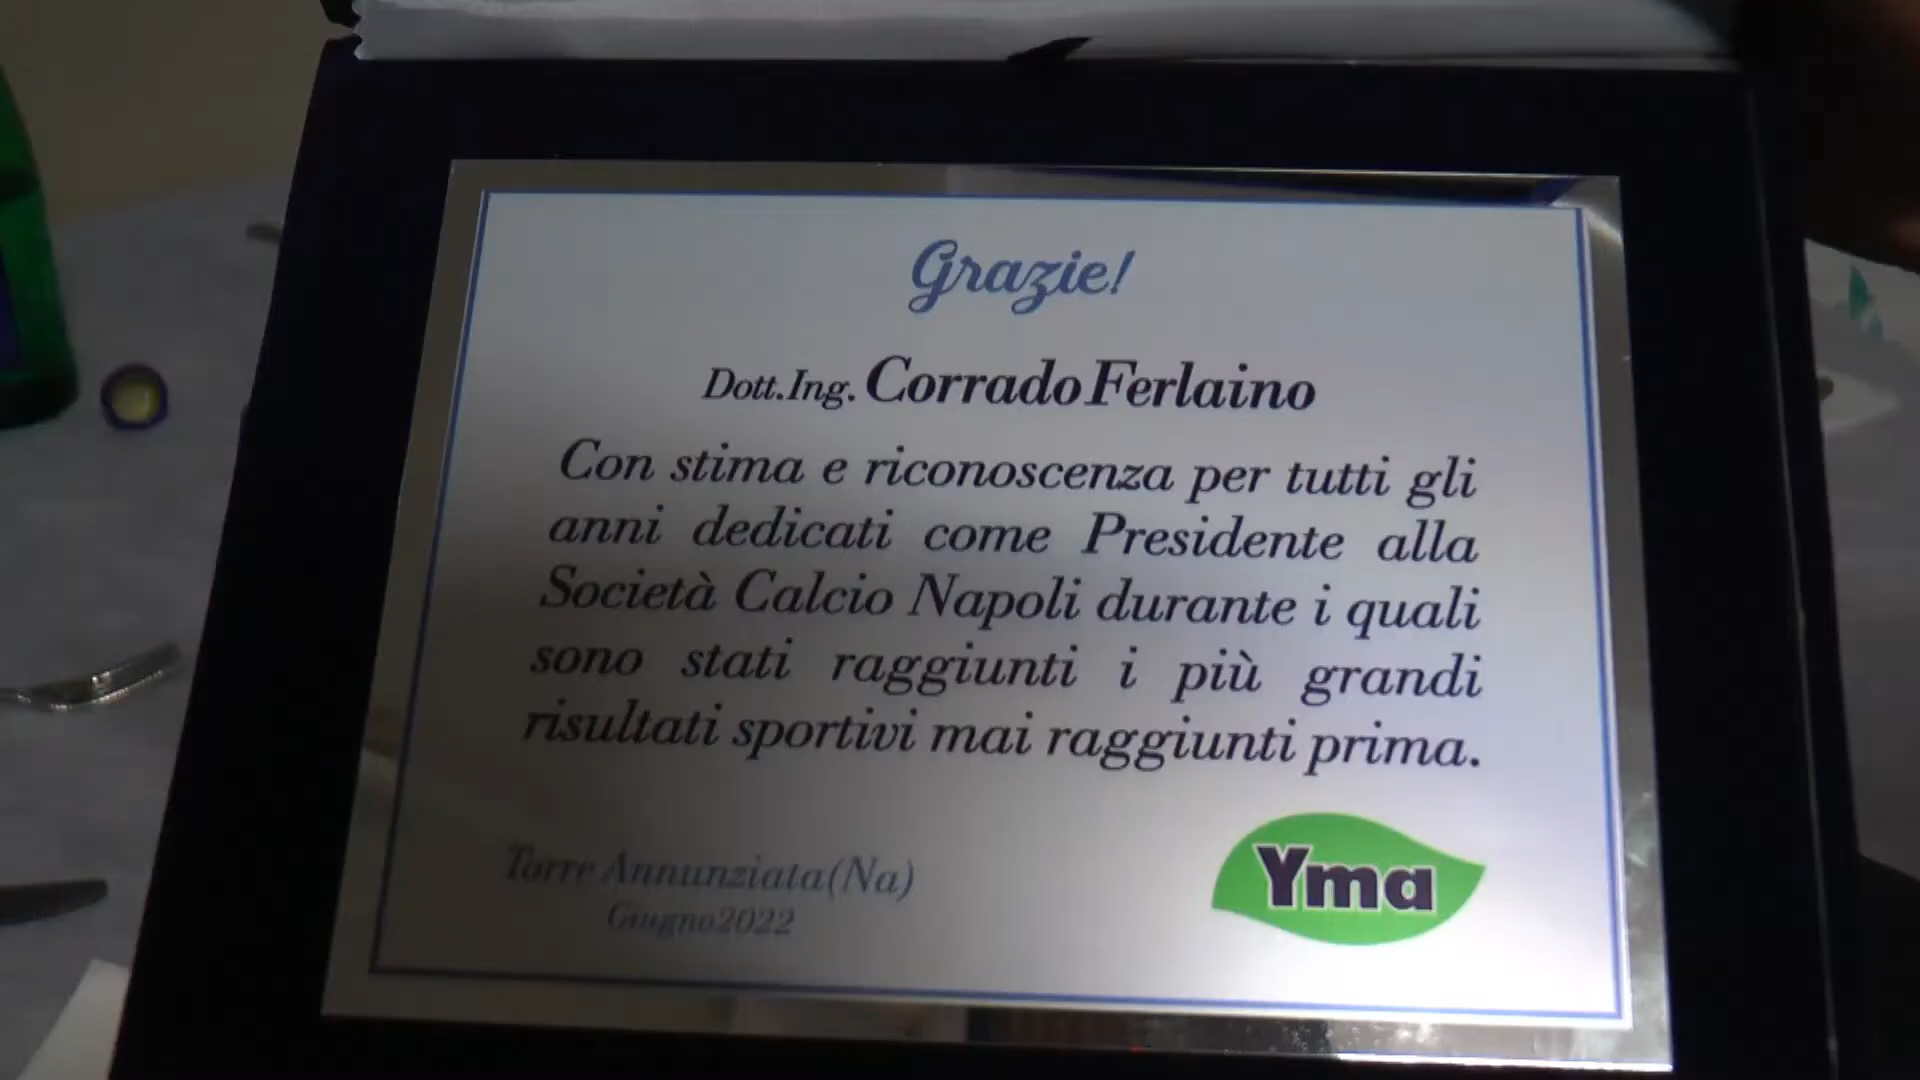 Grazie!
Dott.Ing. Corrado Ferlaino
Con stima e riconoscenza per tutti gli
anni dedicati come Presidente alla
Società Calcio Napoli durante i quali
sono stati raggiunti i più grandi
risultati sportivi mai raggiunti prima.
Torre Annunziata(Na)
Giugno2022
Yma